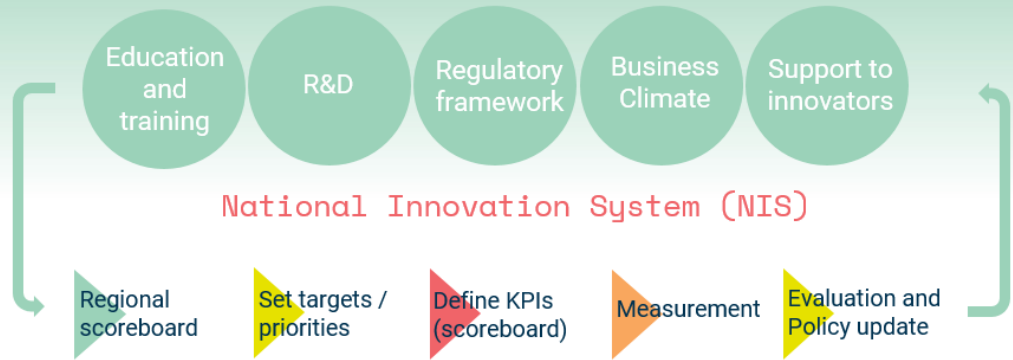 Education
and
training
R&D
Regulatory
framework
Business
Climate
Support to
innovators
National Innovation System (NIS)
Regional
scoreboard
Set targets /
priorities
Define KPIs
(scoreboard)
Measurement
Evaluation and
Policy update